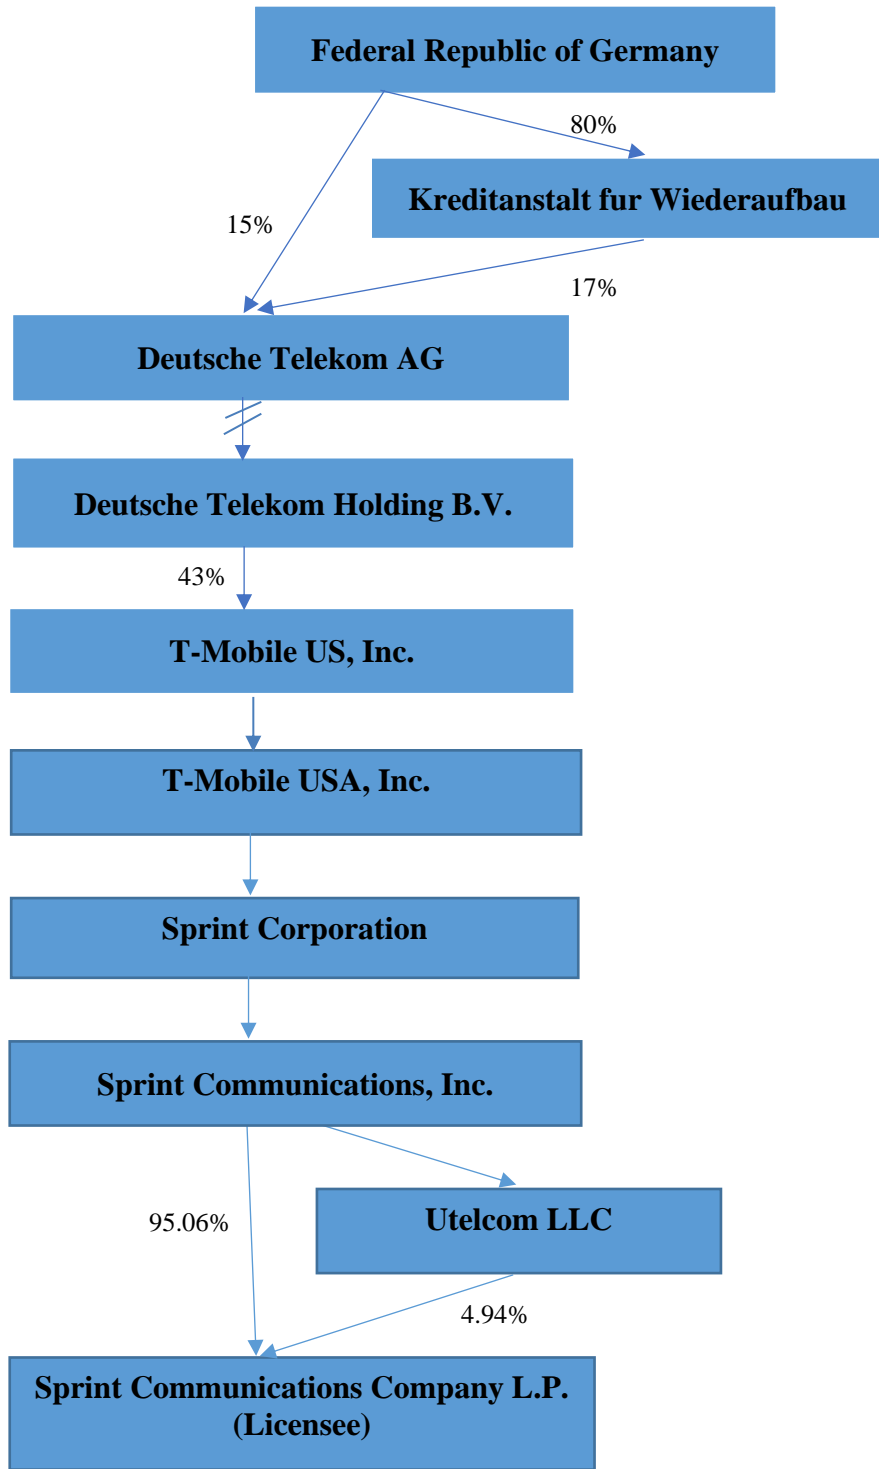 Federal Republic of Germany
80%
Kreditanstalt fur Wiederaufbau
15%
17%
Deutsche Telekom AG
Deutsche Telekom Holding B.V.
43%
T-Mobile US, Inc.
T-Mobile USA, Inc.
Sprint Corporation
Sprint Communications, Inc.
Utelcom LLC
95.06%
4.94%
Sprint Communications Company L.P.
(Licensee)